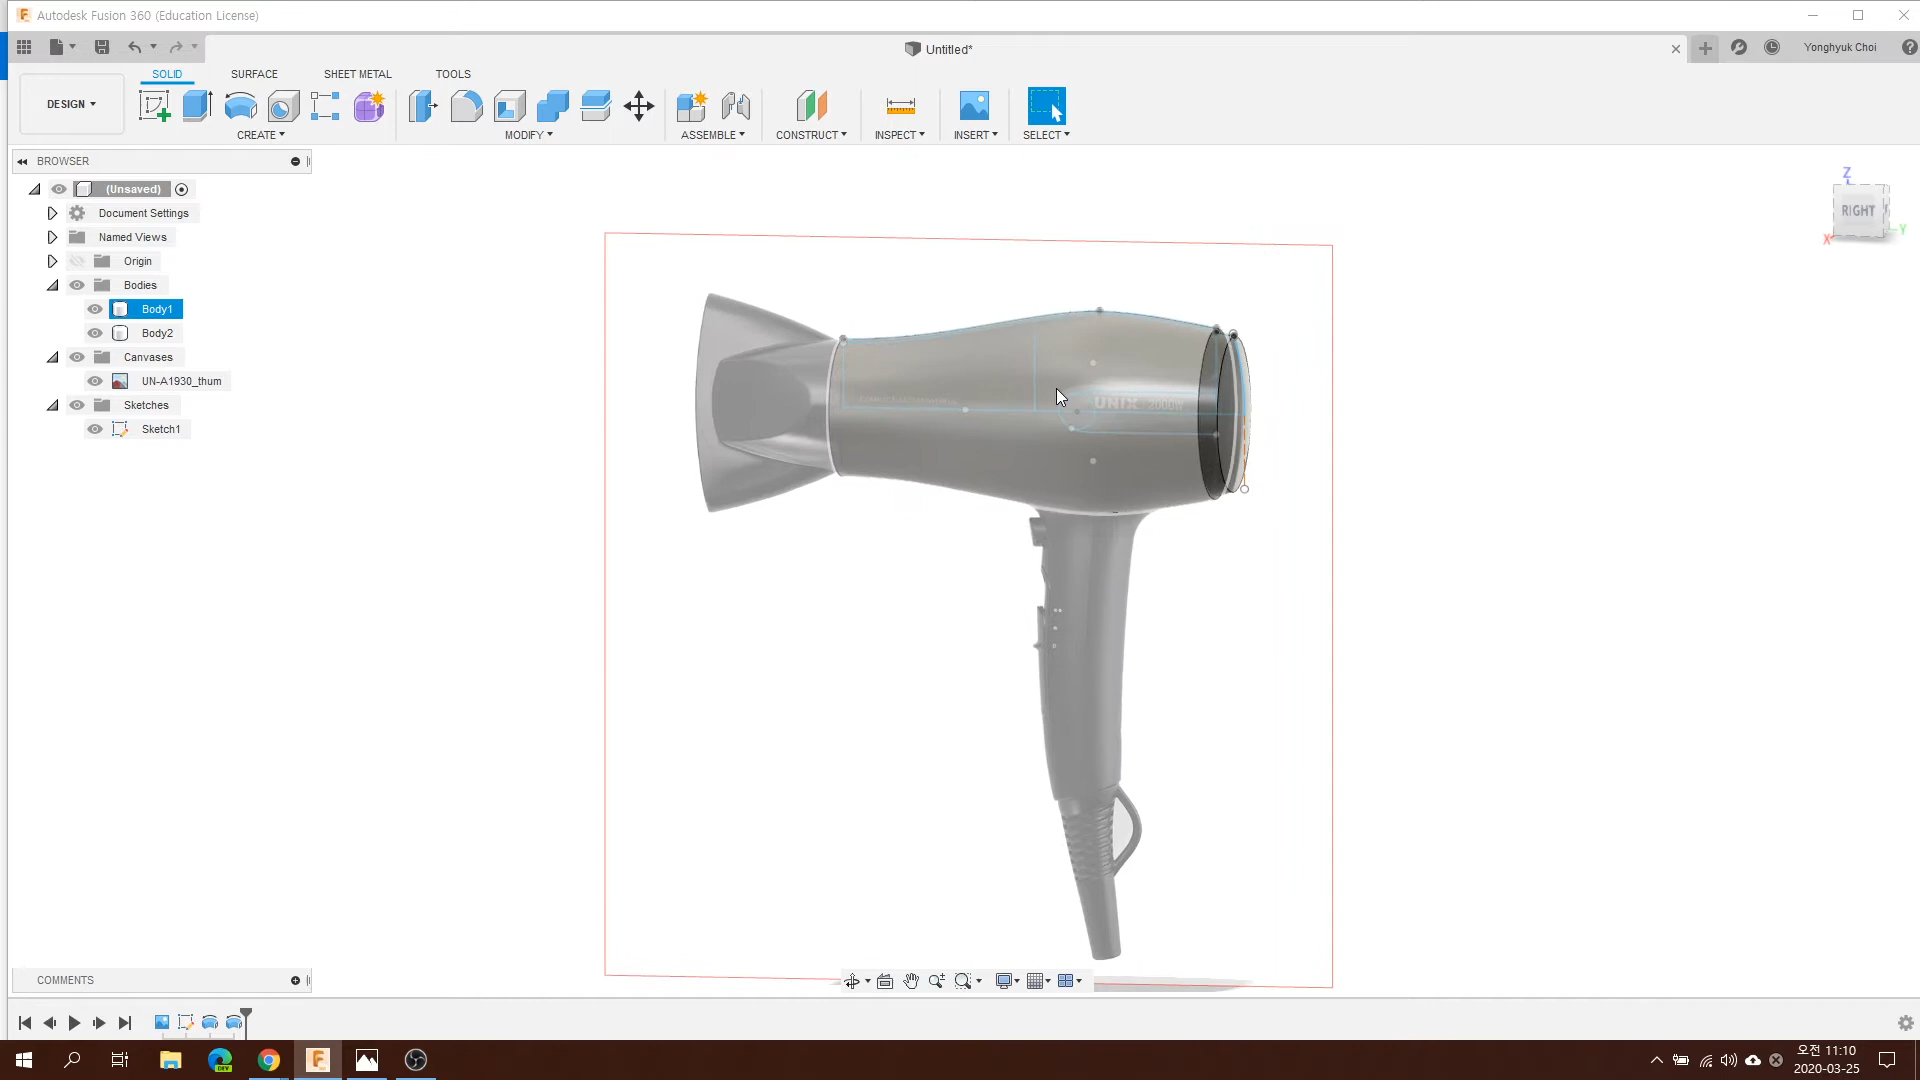 Autodesk Fusion 360 (Education License)
Untitled*
Yonghyuk Choi
SOLID
SURFACE
SHEET METAL
TOOLS
DESIGN
CREATE
MODIFY
ASSEMBLE
CONSTRUCT
INSPECT
INSERT
SELECT
BROWSER
(Unsaved)
Document Settings
Named Views
Origin
Bodies
Body1
Body2
Canvases
UN-A1930_thum
Sketches
Sketch1
Z
RIGHT
X
Y
UNIX 2000W
COMMENTS
DEV
오전 11:10
2020-03-25